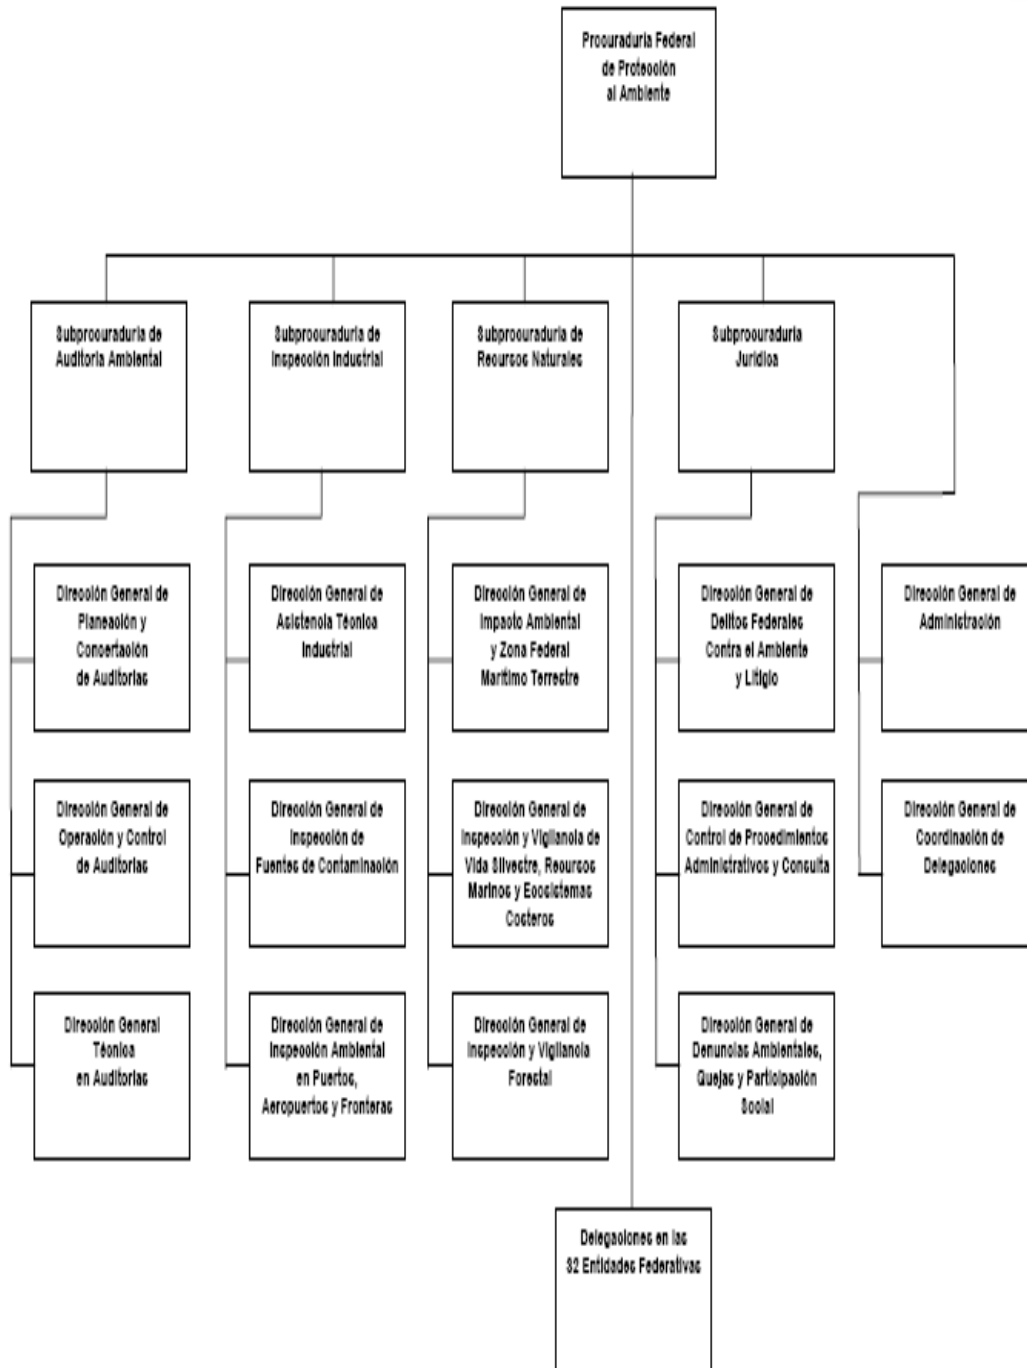 Procuraduría Federal
de Protección
al Ambiente
Subprocuraduría de
Auditoría Ambiental
Subprocuraduría de
Inspección Industrial
Subprocuraduría de
Recursos Naturales
Subprocuraduría
Jurídica
Dirección General de
Planeación y
Concertación
de Auditorías
Dirección General de
Asistencia Técnica
Industrial
Dirección General de
Impacto Ambiental
y Zona Federal
Marítimo Terrestre
Dirección General de
Delitos Federales
Contra el Ambiente
y Litigio
Dirección General de
Administración
Dirección General de
Operación y Control
de Auditorías
Dirección General de
Inspección de
Fuentes de Contaminación
Dirección General de
Inspección y Vigilancia de
Vida Silvestre, Recursos
Marinos y Ecosistemas
Costeros
Dirección General de
Control de Procedimientos
Administrativos y Consulta
Dirección General de
Coordinación de
Delegaciones
Dirección General
Técnica
en Auditorías
Dirección General de
Inspección Ambiental
en Puertos,
Aeropuertos y Fronteras
Dirección General de
Inspección y Vigilancia
Forestal
Dirección General de
Denuncias Ambientales,
Quejas y Participación
Social
Delegaciones en las
32 Entidades Federativas